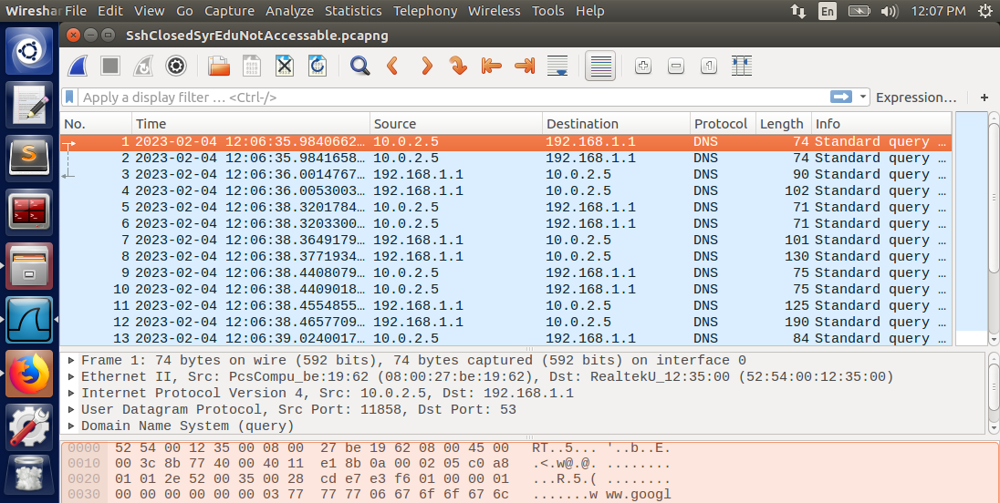 Wireshar File Edit View Go Capture Analyze Statistics Telephony Wireless Tools Help En 12:07 PM
SshClosedSyrEduNotAccessable.pcapng
Apply a display filter … <Ctrl-/> Expression… +
No. Time Source Destination Protocol Length Info
1 2023-02-04 12:06:35.9840662… 10.0.2.5 192.168.1.1 DNS 74 Standard query …
2 2023-02-04 12:06:35.9841658… 10.0.2.5 192.168.1.1 DNS 74 Standard query …
3 2023-02-04 12:06:36.0014767… 192.168.1.1 10.0.2.5 DNS 90 Standard query …
4 2023-02-04 12:06:36.0053003… 192.168.1.1 10.0.2.5 DNS 102 Standard query …
5 2023-02-04 12:06:38.3201784… 10.0.2.5 192.168.1.1 DNS 71 Standard query …
6 2023-02-04 12:06:38.3203300… 10.0.2.5 192.168.1.1 DNS 71 Standard query …
7 2023-02-04 12:06:38.3649179… 192.168.1.1 10.0.2.5 DNS 101 Standard query …
8 2023-02-04 12:06:38.3771934… 192.168.1.1 10.0.2.5 DNS 130 Standard query …
9 2023-02-04 12:06:38.4408079… 10.0.2.5 192.168.1.1 DNS 75 Standard query …
10 2023-02-04 12:06:38.4409018… 10.0.2.5 192.168.1.1 DNS 75 Standard query …
11 2023-02-04 12:06:38.4554855… 192.168.1.1 10.0.2.5 DNS 125 Standard query …
12 2023-02-04 12:06:38.4657709… 192.168.1.1 10.0.2.5 DNS 190 Standard query …
13 2023-02-04 12:06:39.0240017… 10.0.2.5 192.168.1.1 DNS 84 Standard query …
Frame 1: 74 bytes on wire (592 bits), 74 bytes captured (592 bits) on interface 0
Ethernet II, Src: PcsCompu_be:19:62 (08:00:27:be:19:62), Dst: RealtekU_12:35:00 (52:54:00:12:35:00)
Internet Protocol Version 4, Src: 10.0.2.5, Dst: 192.168.1.1
User Datagram Protocol, Src Port: 11858, Dst Port: 53
Domain Name System (query)
0000 52 54 00 12 35 00 08 00 27 be 19 62 08 00 45 00 RT..5... '..b..E.
0010 00 3c 8b 77 40 00 40 11 e1 8b 0a 00 02 05 c0 a8 .<.w@.@. ........
0020 01 01 2e 52 00 35 00 28 cd e7 e3 f6 01 00 00 01 ...R.5.( ........
0030 00 00 00 00 00 00 03 77 77 77 06 67 6f 6f 67 6c .......w ww.googl